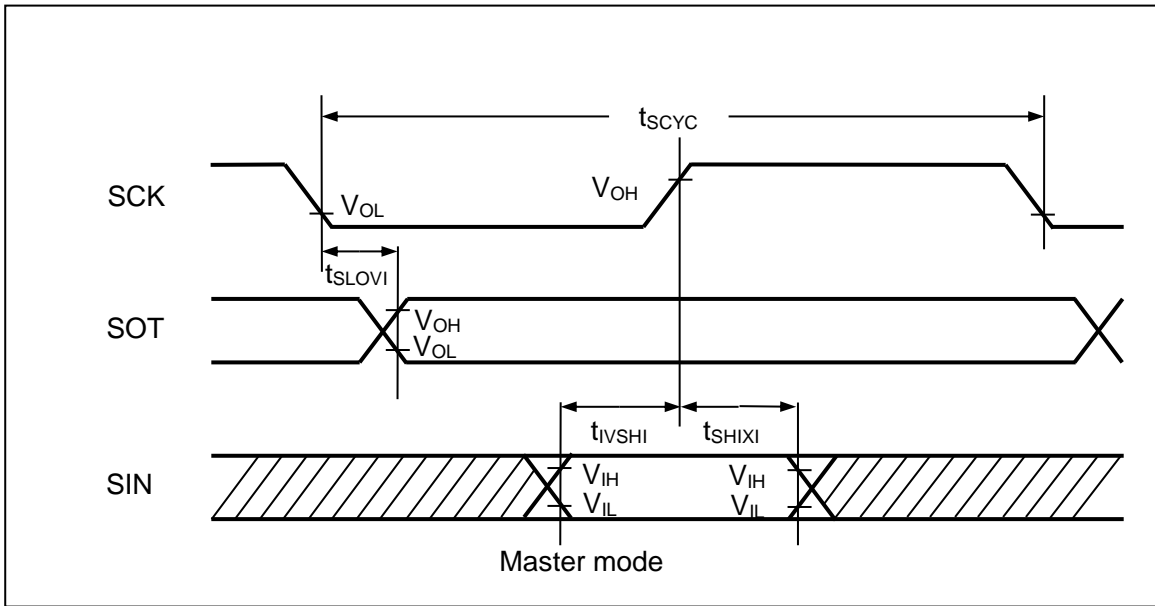 tSCYC
SCK
VOL
VOH
tSLOVI
SOT
VOH
VOL
tIVSHI
tSHIXI
SIN
VIH
VIL
VIH
VIL
Master mode